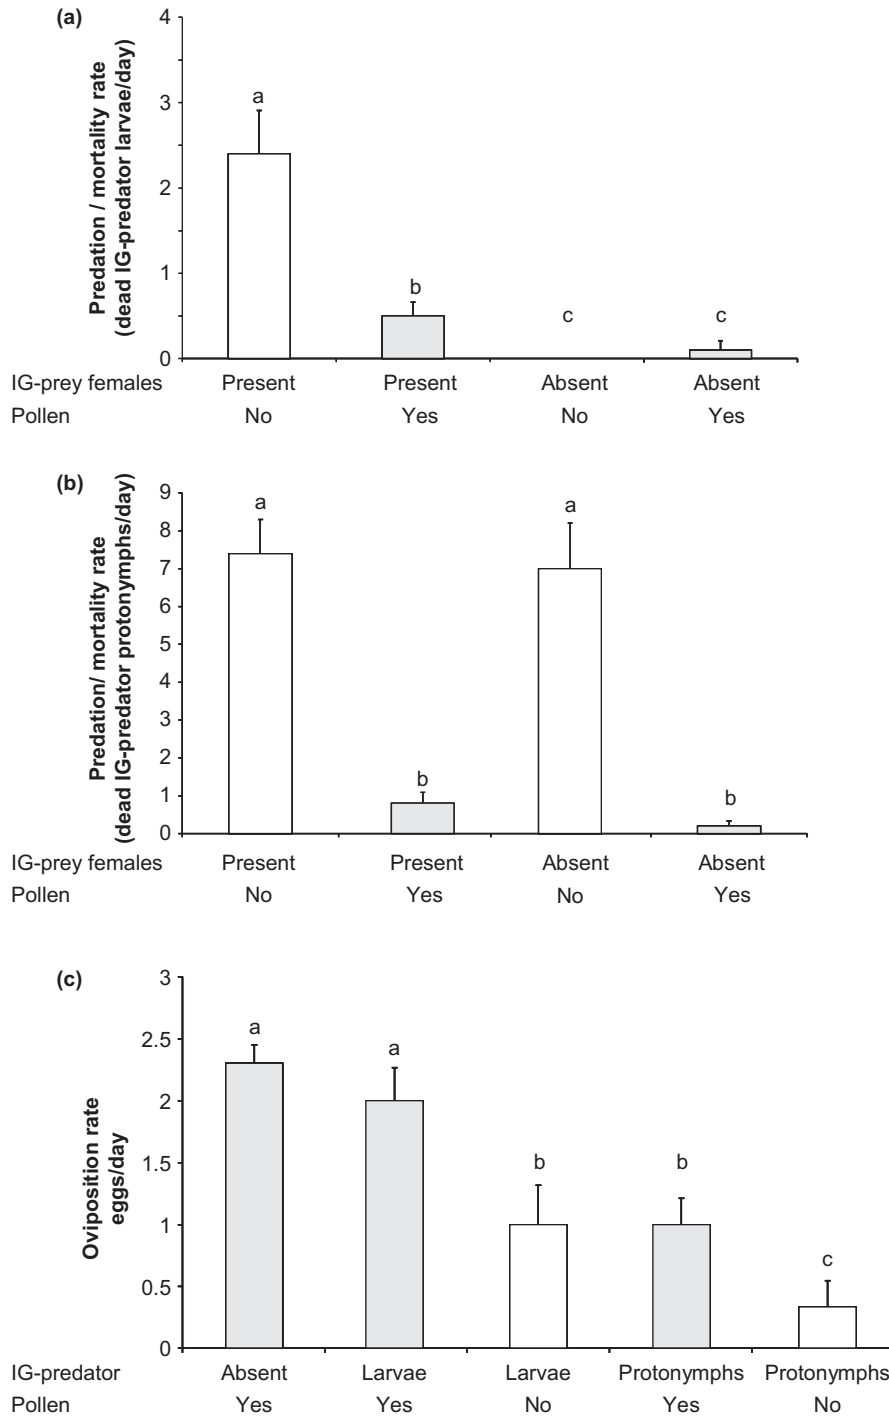 (a)
Predation / mortality rate
(dead IG-predator larvae/day)
4
3
2
1
0
a
b
c
c
IG-prey females Present Present Absent Absent
Pollen No Yes No Yes
(b)
Predation/ mortality rate
(dead IG-predator protonymphs/day)
9
8
7
6
5
4
3
2
1
0
a
b
a
b
IG-prey females Present Present Absent Absent
Pollen No Yes No Yes
(c)
Oviposition rate
eggs/day
3
2.5
2
1.5
1
0.5
0
a
a
b
b
c
IG-predator Absent Larvae Larvae Protonymphs Protonymphs
Pollen Yes Yes No Yes No